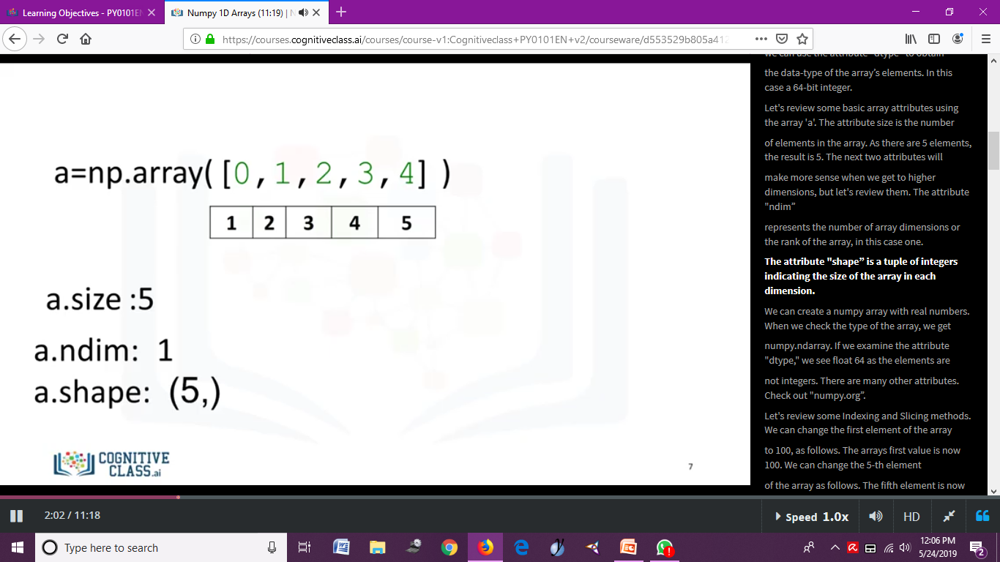 Learning Objectives - PY0101EN
Numpy 1D Arrays (11:19) | N
https://courses.cognitiveclass.ai/courses/course-v1:Cognitiveclass+PY0101EN+v2/courseware/d553529b805a412
a=np.array( [0,1,2,3,4] )
1 2 3 4 5
a.size :5
a.ndim: 1
a.shape: (5,)
COGNITIVE
CLASS.ai
7
we can use the attribute "dtype" to obtain
the data-type of the array’s elements. In this
case a 64-bit integer.
Let's review some basic array attributes using
the array 'a'. The attribute size is the number
of elements in the array. As there are 5 elements,
the result is 5. The next two attributes will
make more sense when we get to higher
dimensions, but let's review them. The attribute
"ndim”
represents the number of array dimensions or
the rank of the array, in this case one.
The attribute "shape” is a tuple of integers
indicating the size of the array in each
dimension.
We can create a numpy array with real numbers.
When we check the type of the array, we get
numpy.ndarray. If we examine the attribute
"dtype," we see float 64 as the elements are
not integers. There are many other attributes.
Check out "numpy.org”.
Let's review some Indexing and Slicing methods.
We can change the first element of the array
to 100, as follows. The arrays first value is now
100. We can change the 5-th element
of the array as follows. The fifth element is now
2:02 / 11:18
Speed 1.0x
HD
Type here to search
12:06 PM
5/24/2019
2